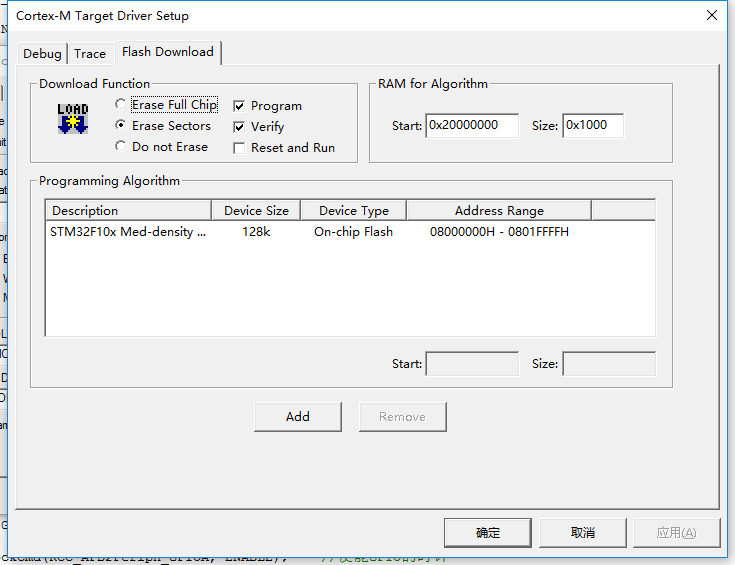 Cortex-M Target Driver Setup
Debug Trace Flash Download
Download Function
LOAD
Erase Full Chip
Erase Sectors
Do not Erase
Program
Verify
Reset and Run
RAM for Algorithm
Start: 0x20000000 Size: 0x1000
Programming Algorithm
Description Device Size Device Type Address Range
STM32F10x Med-density ... 128k On-chip Flash 08000000H - 0801FFFFH
Start: Size:
Add Remove
确定 取消 应用(A)